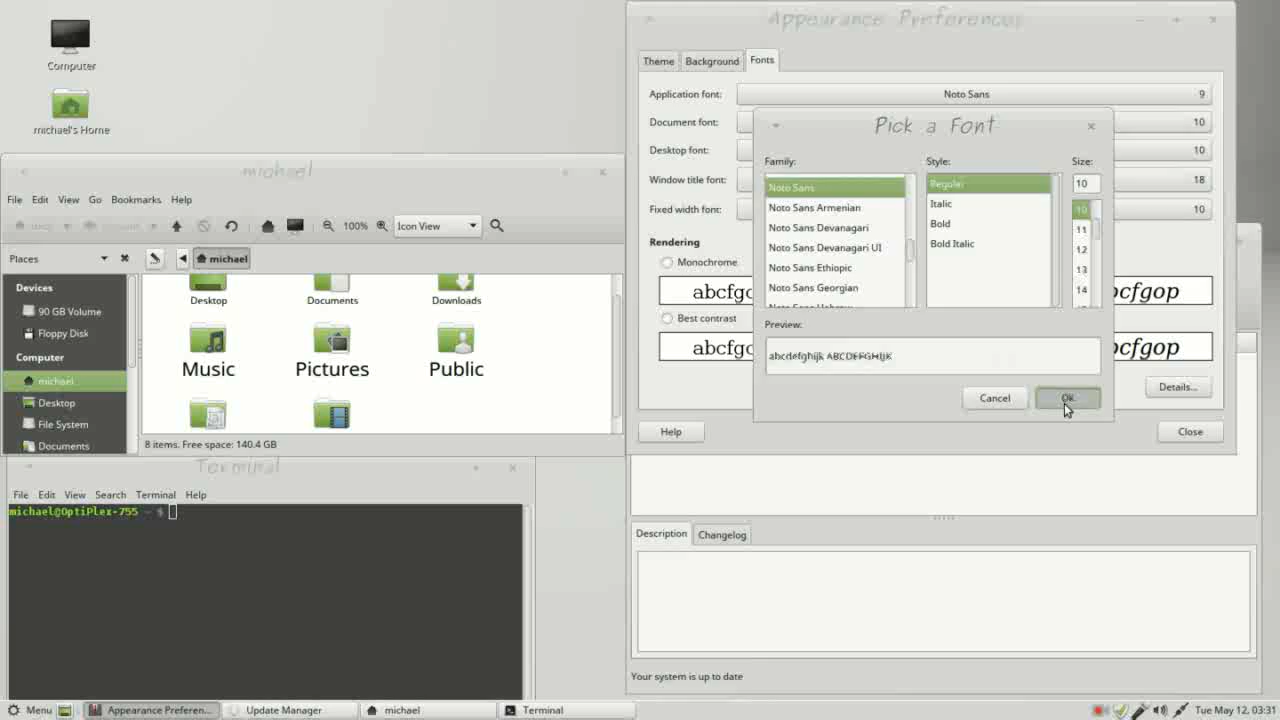 Computer
michael's Home
michael
File Edit View Go Bookmarks Help
100% Icon View
Places
michael
Devices
90 GB Volume
Floppy Disk
Computer
michael
Desktop
File System
Documents
Desktop Documents Downloads
Music Pictures Public
8 items. Free space: 140.4 GB
Terminal
File Edit View Search Terminal Help
michael@OptiPlex-755 ~ $
Appearance Preferences
Theme Background Fonts
Application font: Noto Sans 9
Document font: 10
Desktop font: 10
Window title font: 18
Fixed width font: 10
Rendering
Monochrome
abcfgo
cfgop
Best contrast
abcfgo
cfgop
Details...
Help Close
Pick a Font
Family: Style: Size:
Noto Sans
Noto Sans Armenian
Noto Sans Devanagari
Noto Sans Devanagari UI
Noto Sans Ethiopic
Noto Sans Georgian
Noto Sans Hebrew
Regular
Italic
Bold
Bold Italic
10
10
11
12
13
14
Preview:
abcdefghijk ABCDEFGHIJK
Cancel OK
Description Changelog
Your system is up to date
Menu Appearance Preferen... Update Manager michael Terminal Tue May 12, 03:31